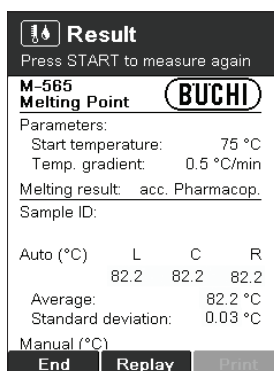 Result
Press START to measure again
M-565
Melting Point
BÜCHI
Parameters:
Start temperature: 75 °C
Temp. gradient: 0.5 °C/min
Melting result: acc. Pharmacop.
Sample ID:
Auto (°C) L C R
82.2 82.2 82.2
Average: 82.2 °C
Standard deviation: 0.03 °C
Manual (°C)
End Replay Print